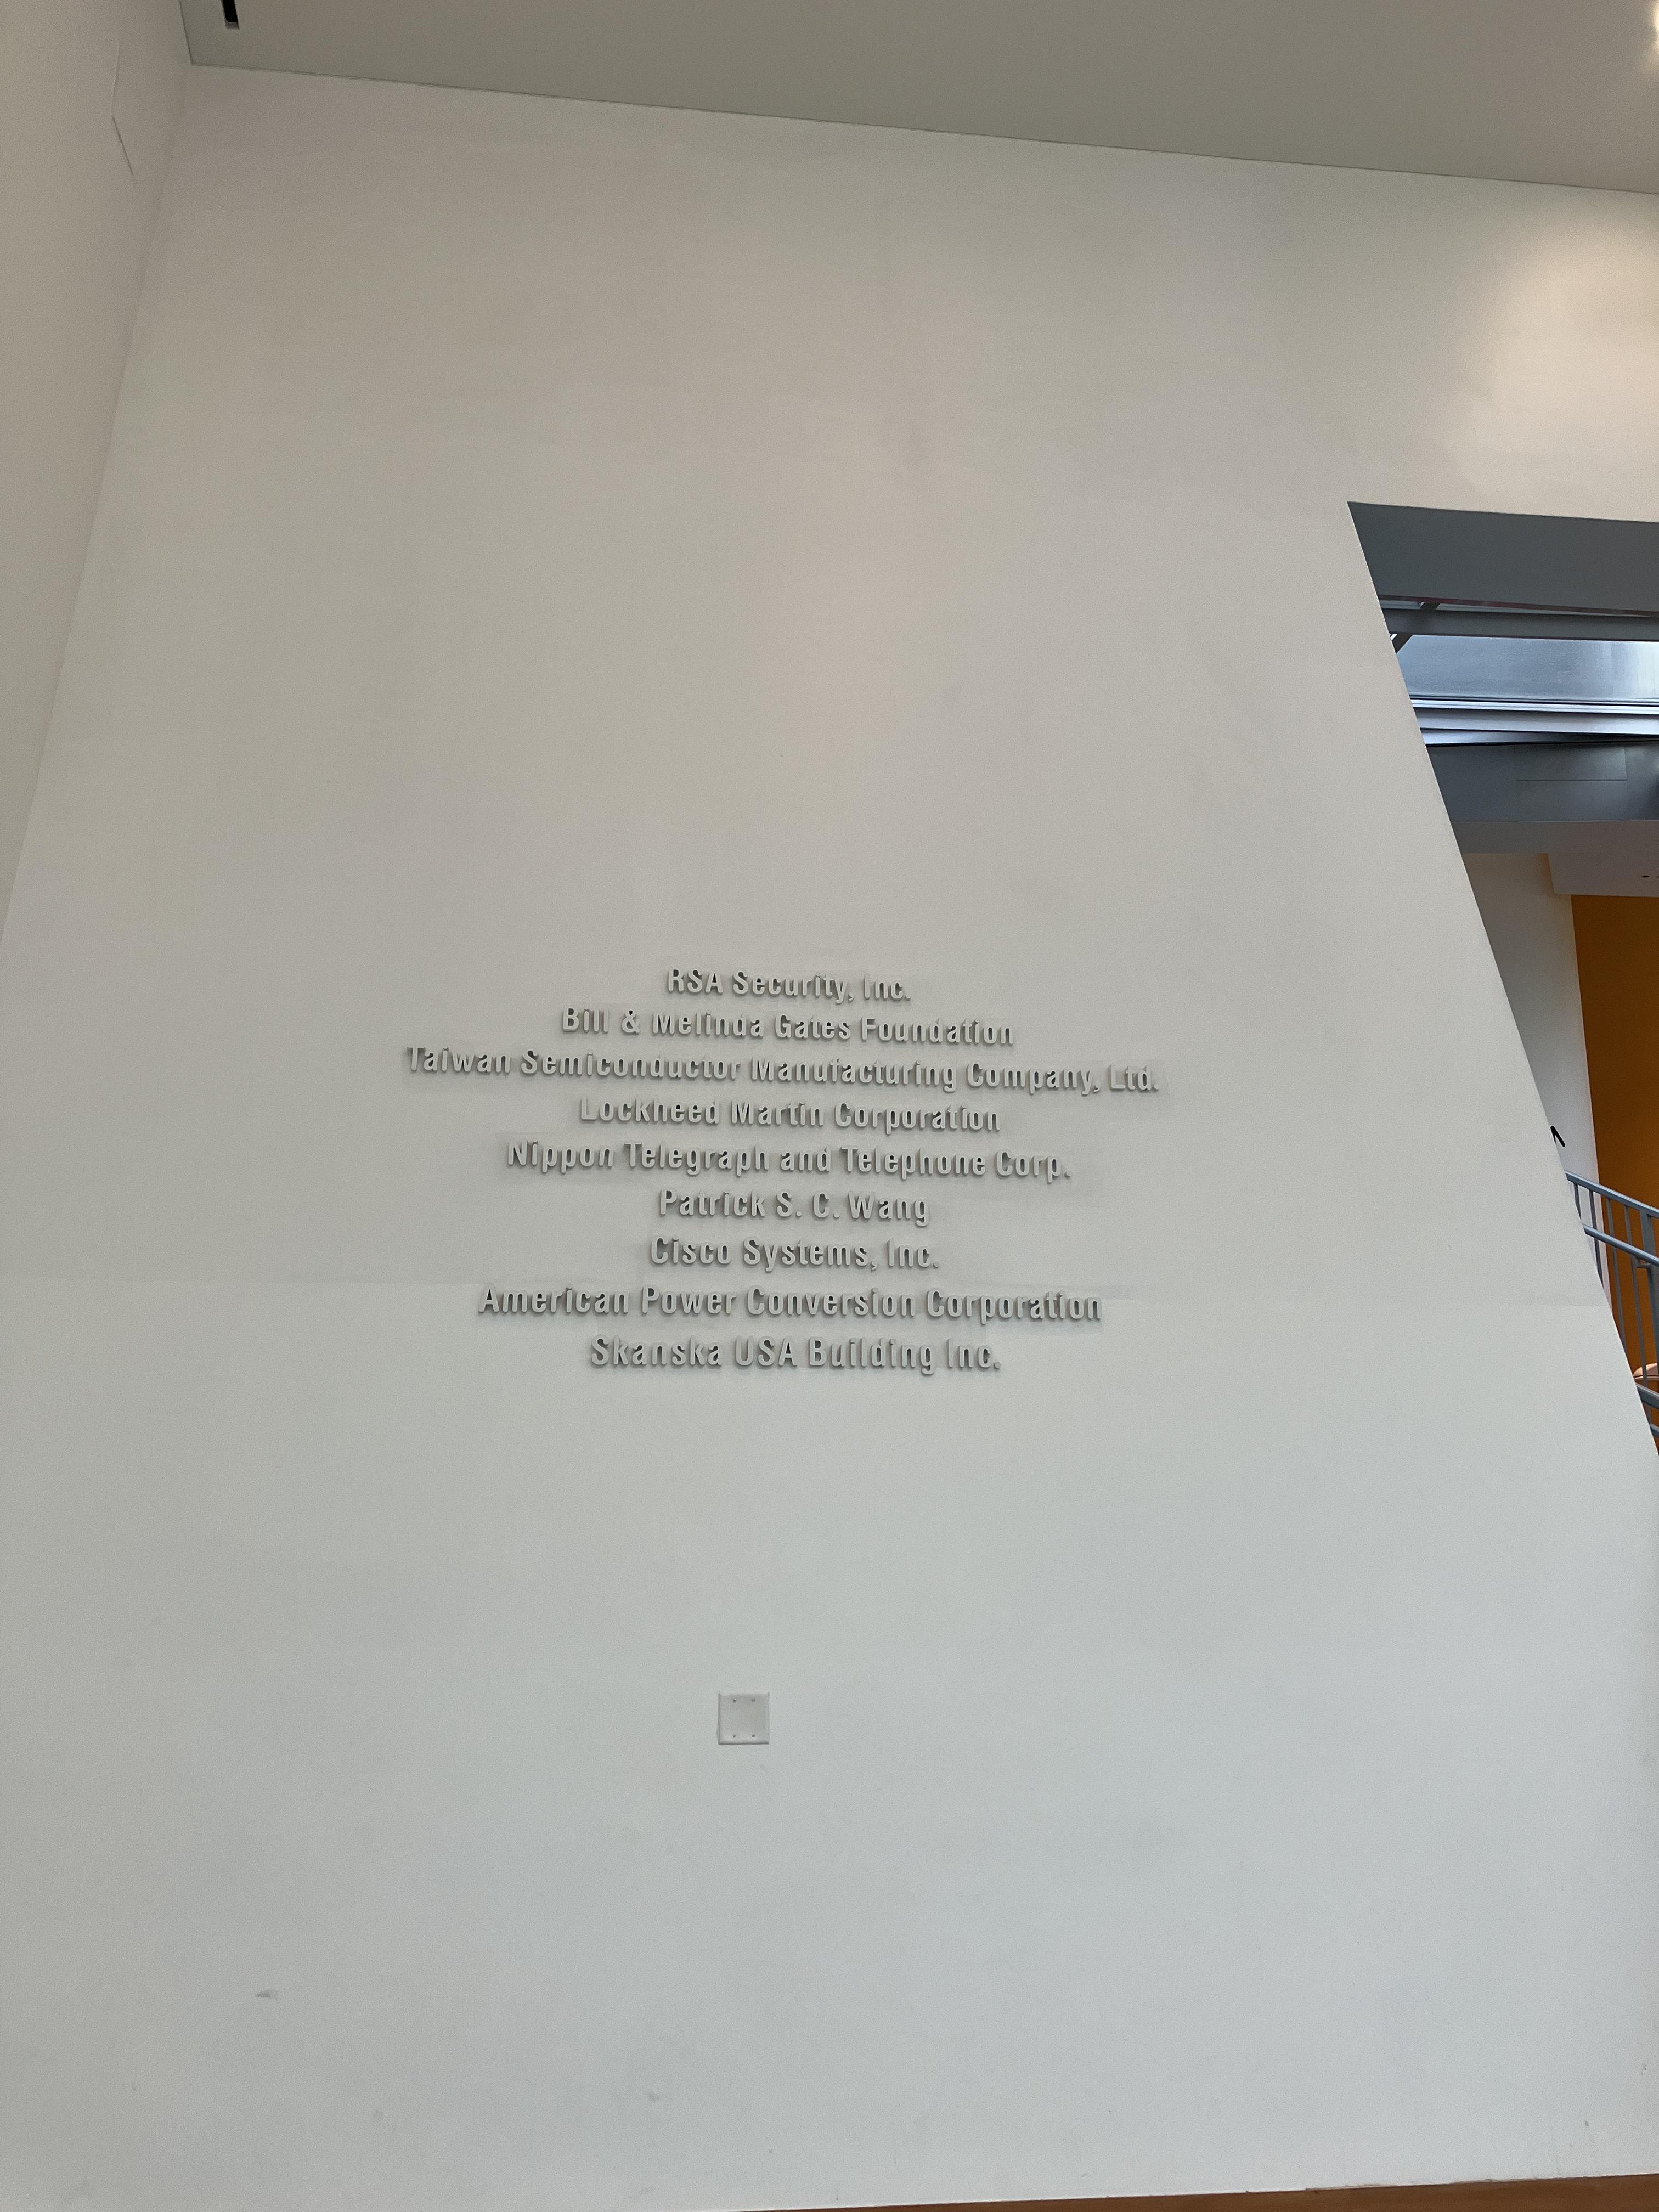 RSA Security, Inc.
Bill & Melinda Gates Foundation
Taiwan Semiconductor Manufacturing Company, Ltd.
Lockheed Martin Corporation
Nippon Telegraph and Telephone Corp.
Patrick S. C. Wang
Cisco Systems, Inc.
American Power Conversion Corporation
Skanska USA Building Inc.